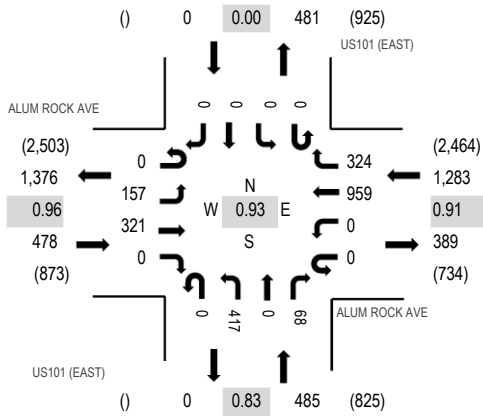 () 0 0.00 481 (925)
US101 (EAST)
ALUM ROCK AVE
0 0 0 0
(2,503) (2,464)
0 324
1,376 1,283
157 N 959
0.96 W 0.93 E 0.91
321 S 0
478 389
0 0
(873) (734)
0 417 0 68
ALUM ROCK AVE
US101 (EAST)
() 0 0.83 485 (825)